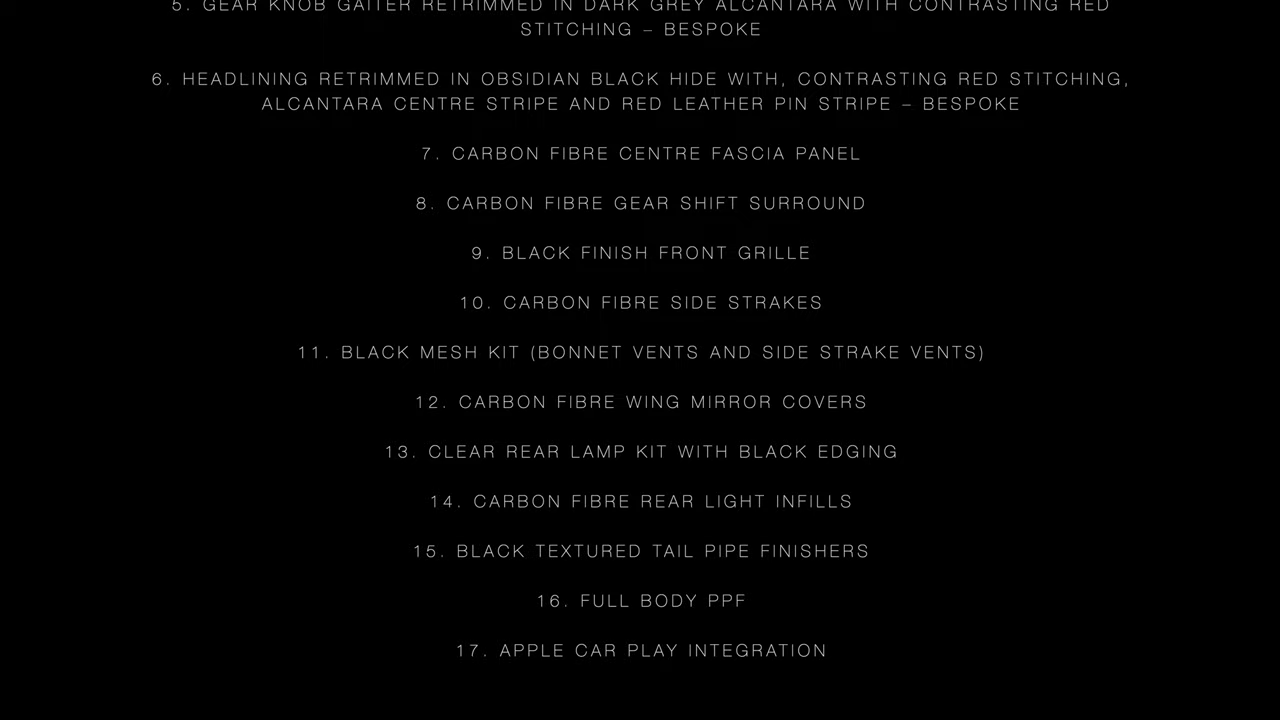 5. GEAR KNOB GAITER RETRIMMED IN DARK GREY ALCANTARA WITH CONTRASTING RED
STITCHING – BESPOKE
6. HEADLINING RETRIMMED IN OBSIDIAN BLACK HIDE WITH, CONTRASTING RED STITCHING,
ALCANTARA CENTRE STRIPE AND RED LEATHER PIN STRIPE – BESPOKE
7. CARBON FIBRE CENTRE FASCIA PANEL
8. CARBON FIBRE GEAR SHIFT SURROUND
9. BLACK FINISH FRONT GRILLE
10. CARBON FIBRE SIDE STRAKES
11. BLACK MESH KIT (BONNET VENTS AND SIDE STRAKE VENTS)
12. CARBON FIBRE WING MIRROR COVERS
13. CLEAR REAR LAMP KIT WITH BLACK EDGING
14. CARBON FIBRE REAR LIGHT INFILLS
15. BLACK TEXTURED TAIL PIPE FINISHERS
16. FULL BODY PPF
17. APPLE CAR PLAY INTEGRATION